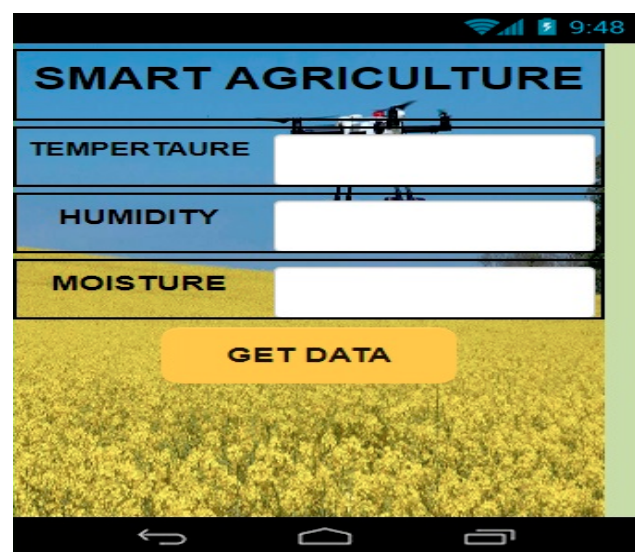 9:48
SMART AGRICULTURE
TEMPERTAURE
HUMIDITY
MOISTURE
GET DATA